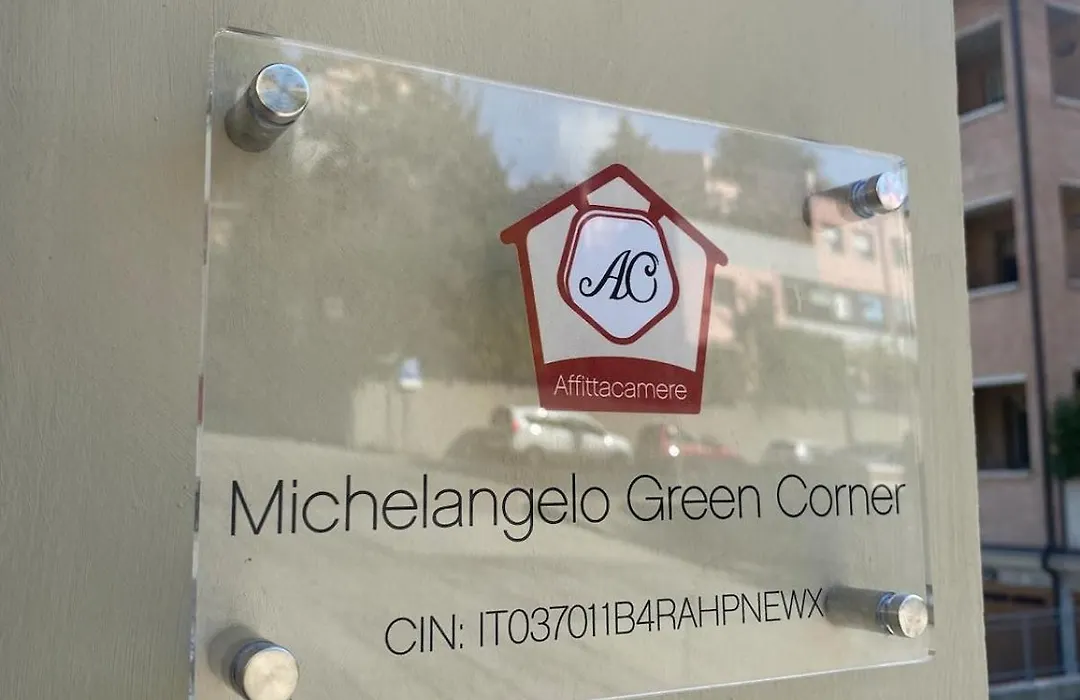 AC
Affittacamere
Michelangelo Green Corner
CIN: IT037011B4RAHPNEWX